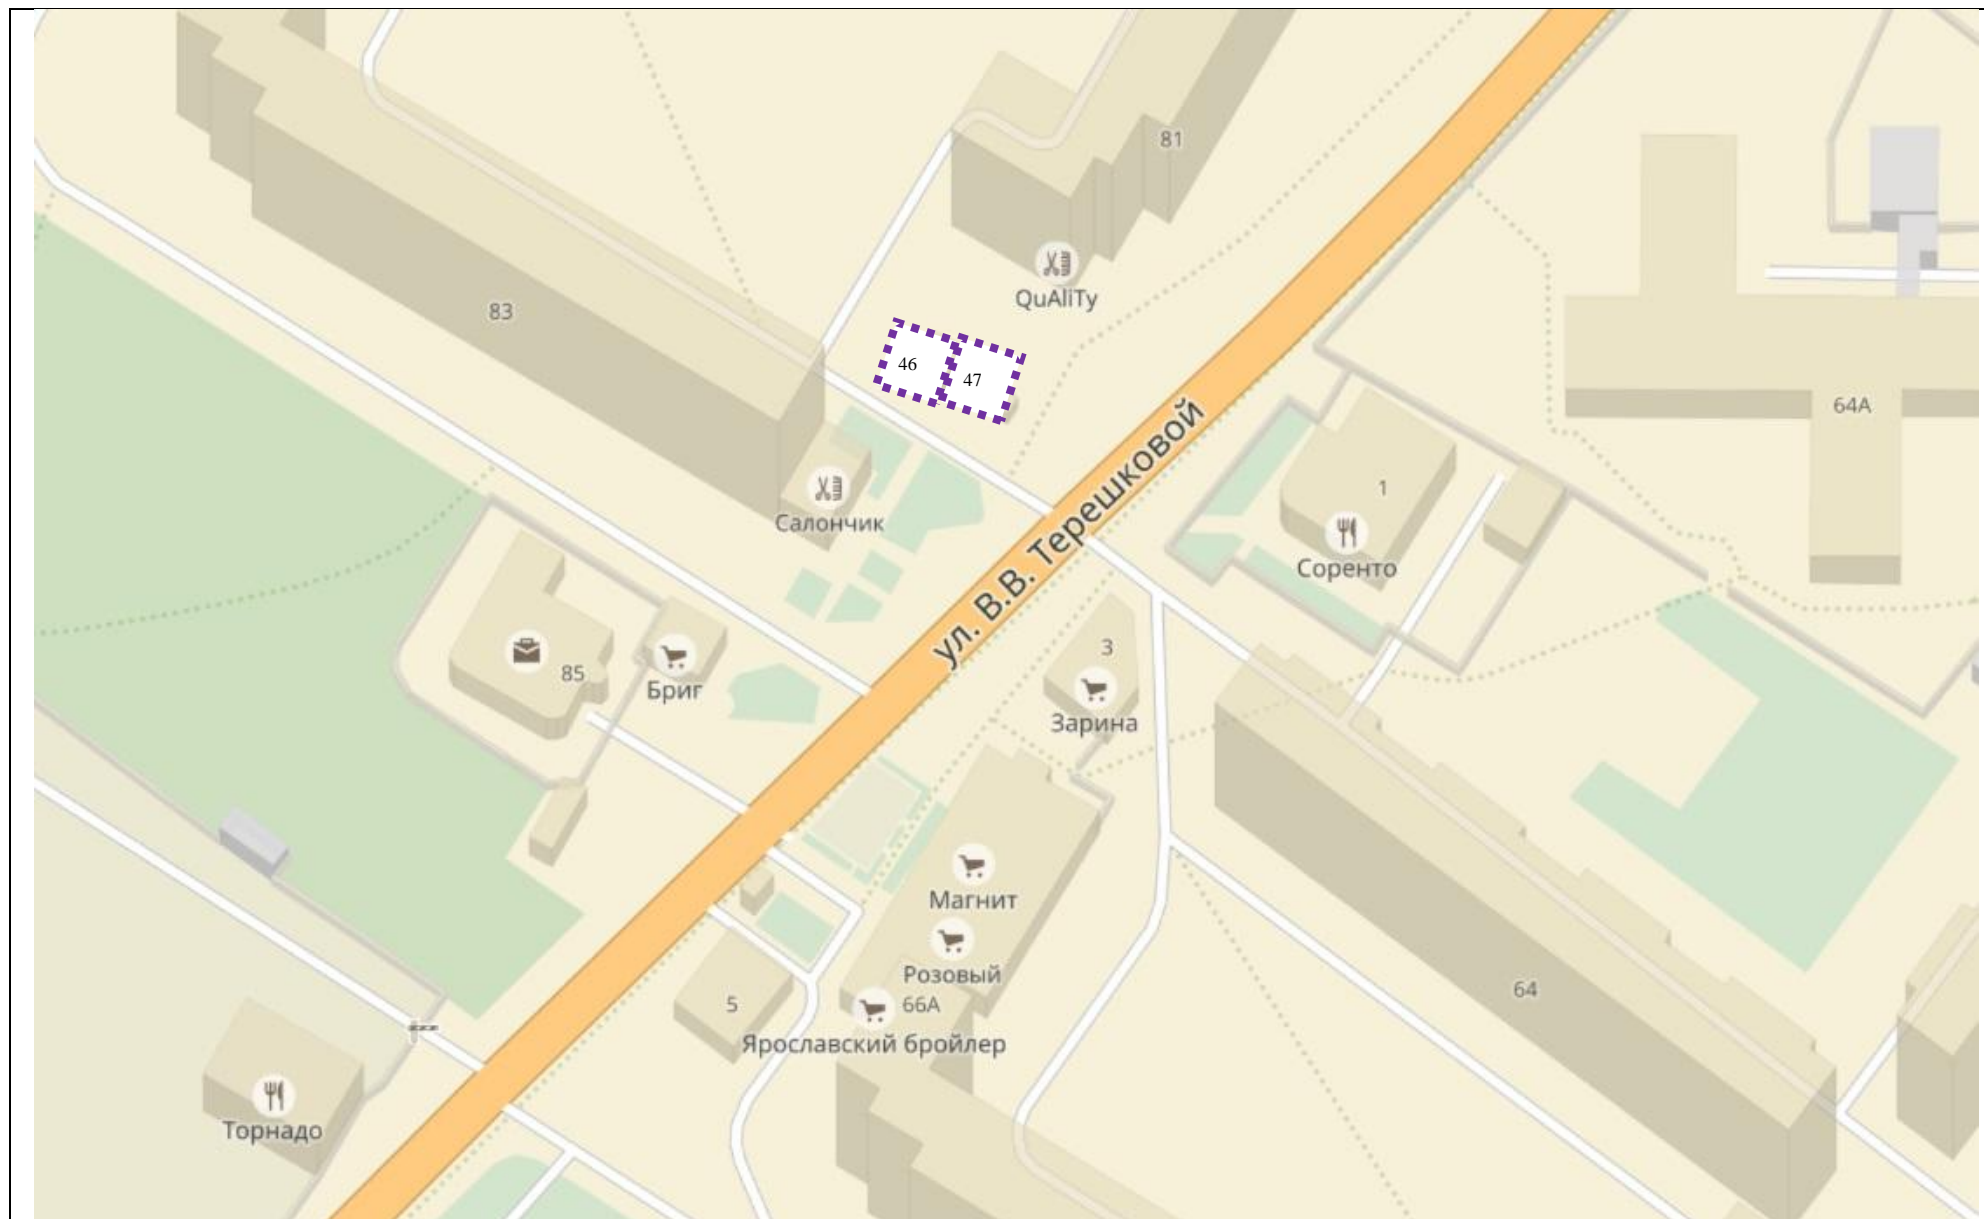 81
QuAliTy
83
46
47
64А
ул. В.В. Терешковой
1
Салончик
Соренто
85
Бриг
3
Зарина
Магнит
Розовый
66А
5
Ярославский бройлер
64
Торнадо